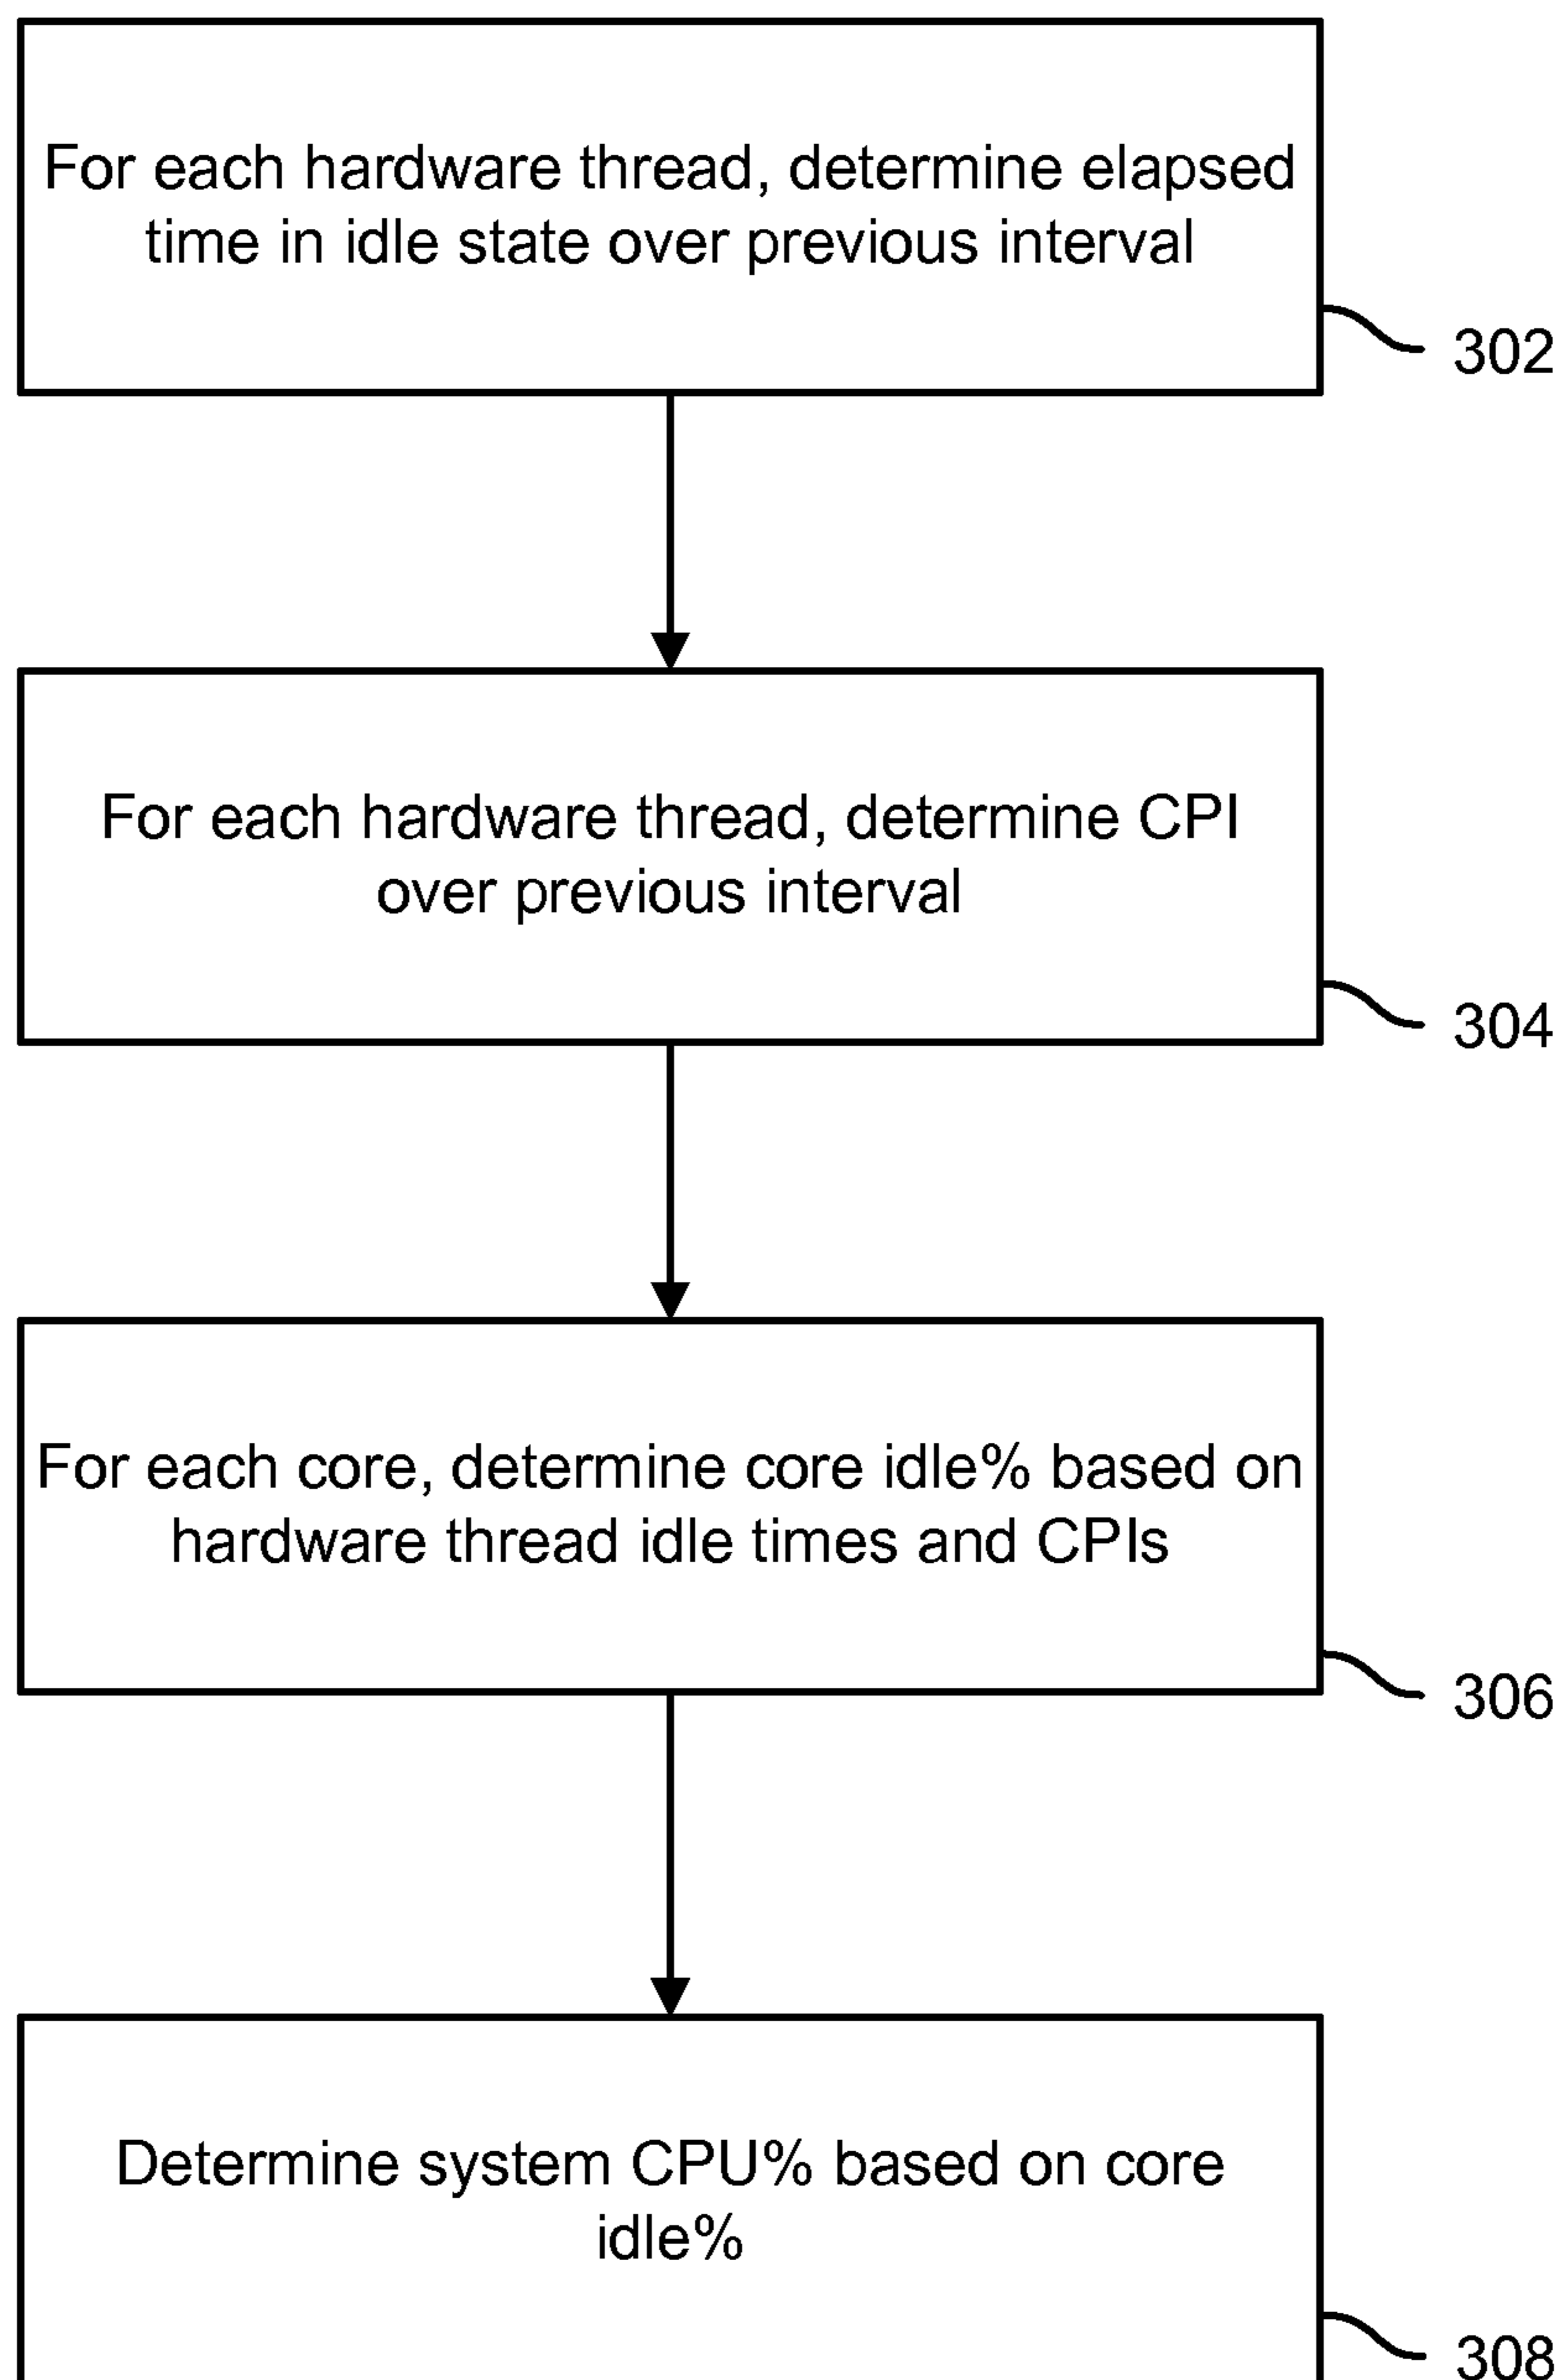 For each hardware thread, determine elapsed
time in idle state over previous interval
302
For each hardware thread, determine CPI
over previous interval
304
For each core, determine core idle% based on
hardware thread idle times and CPIs
306
Determine system CPU% based on core
idle%
308